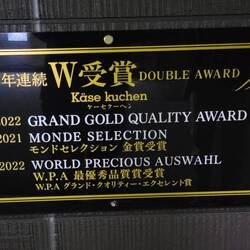 年連続W受賞 DOUBLE AWARD
Käse kuchen
ケーゼクーヘン
2022 GRAND GOLD QUALITY AWARD
2021 MONDE SELECTION
モンドセレクション 金賞受賞
2022 WORLD PRECIOUS AUSWAHL
W.P.A 最優秀品質賞受賞
W.P.A グランド・クオリティー・エクセレント賞